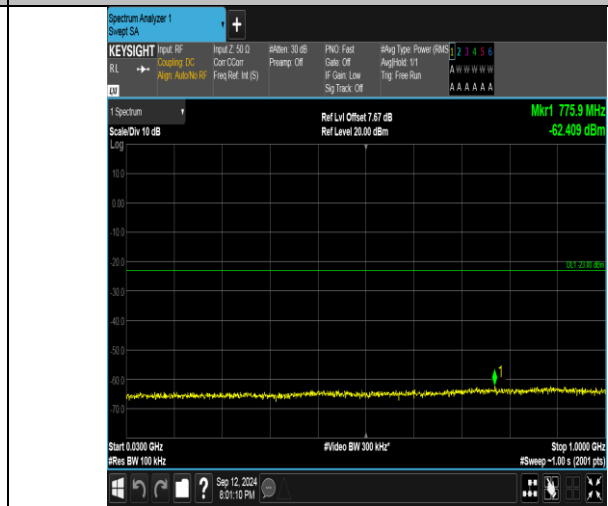 Spectrum Analyzer 1
Swept SA
+
KEYSIGHT Input: RF Input Z: 50 Ω #Atten: 30 dB PNO: Fast #Avg Type: Power (RMS 1 2 3 4 5 6
RL Coupling: DC Corr CCorr Preamp: Off Gate: Off Avg|Hold: 1/1 A W W W W W
Align: Auto/No RF Freq Ref: Int (S) IF Gain: Low Trig: Free Run A A A A A A
Sig Track: Off
LXI
1 Spectrum Ref Lvl Offset 7.67 dB Mkr1 775.9 MHz
Scale/Div 10 dB Ref Level 20.00 dBm -62.409 dBm
Log
10.0
0.00
-10.0
-20.0 DL1 -23.00 dBm
-30.0
-40.0
-50.0
1
-60.0
-70.0
Start 0.0300 GHz #Video BW 300 kHz* Stop 1.0000 GHz
#Res BW 100 kHz #Sweep ~1.00 s (2001 pts)
? Sep 12, 2024
8:01:10 PM